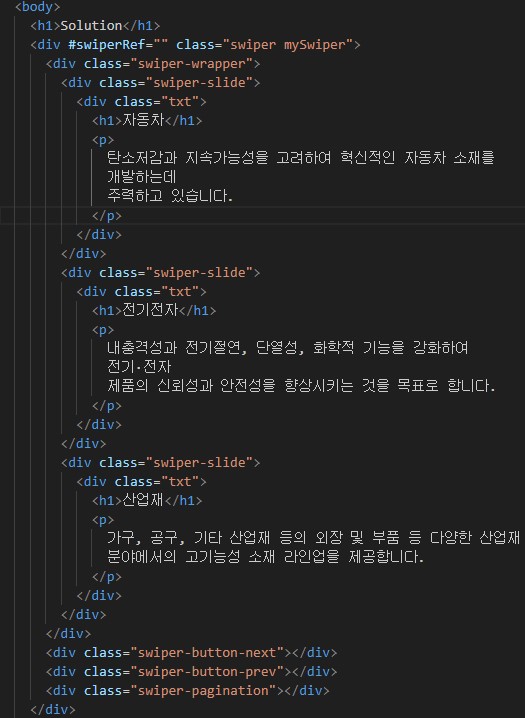 <body>
<h1>Solution</h1>
<div #swiperRef="" class="swiper mySwiper">
<div class="swiper-wrapper">
<div class="swiper-slide">
<div class="txt">
<h1>자동차</h1>
<p>
탄소저감과 지속가능성을 고려하여 혁신적인 자동차 소재를
개발하는데
주력하고 있습니다.
</p>
</div>
</div>
<div class="swiper-slide">
<div class="txt">
<h1>전기전자</h1>
<p>
내충격성과 전기절연, 단열성, 화학적 기능을 강화하여
전기·전자
제품의 신뢰성과 안전성을 향상시키는 것을 목표로 합니다.
</p>
</div>
</div>
<div class="swiper-slide">
<div class="txt">
<h1>산업재</h1>
<p>
가구, 공구, 기타 산업재 등의 외장 및 부품 등 다양한 산업재
분야에서의 고기능성 소재 라인업을 제공합니다.
</p>
</div>
</div>
</div>
<div class="swiper-button-next"></div>
<div class="swiper-button-prev"></div>
<div class="swiper-pagination"></div>
</div>